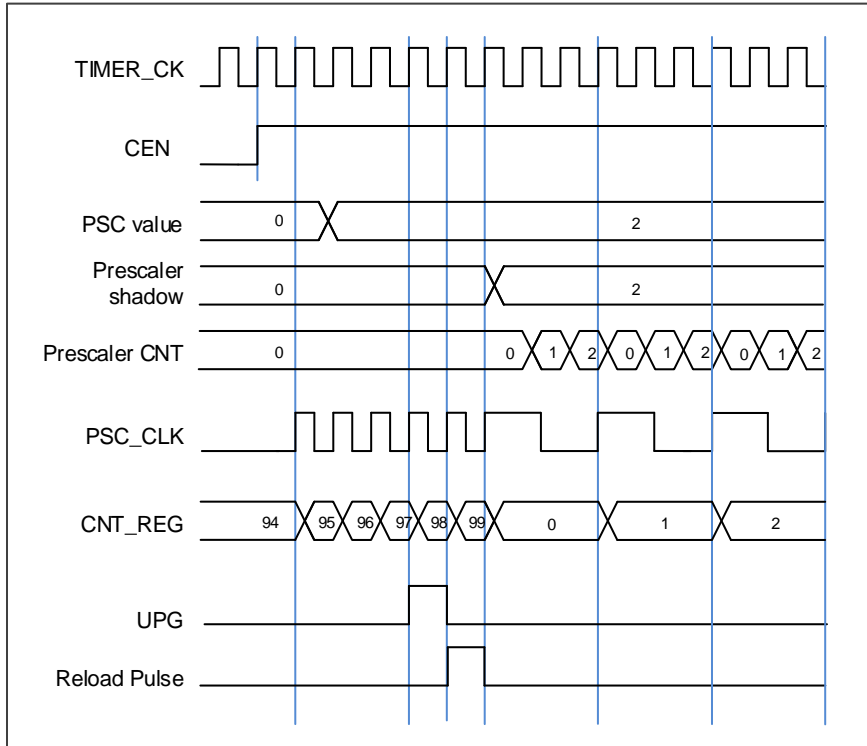 TIMER_CK
CEN
PSC value 0 2
Prescaler
shadow 0 2
Prescaler CNT 0 0 1 2 0 1 2 0 1 2
PSC_CLK
CNT_REG 94 95 96 97 98 99 0 1 2
UPG
Reload Pulse